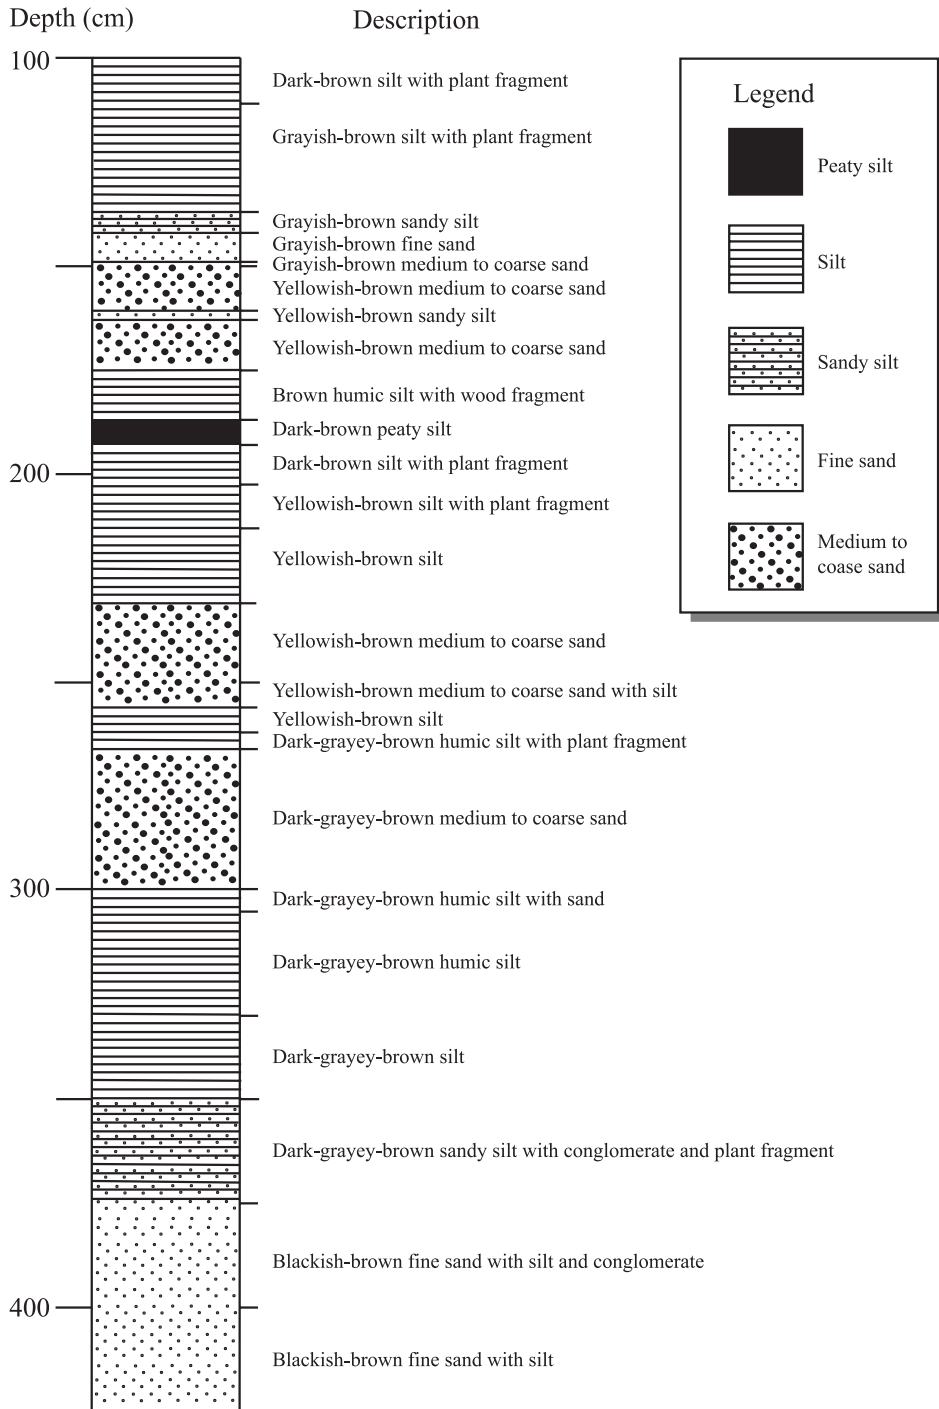 Depth (cm)
Description
100
Dark-brown silt with plant fragment
Grayish-brown silt with plant fragment
Grayish-brown sandy silt
Grayish-brown fine sand
Grayish-brown medium to coarse sand
Yellowish-brown medium to coarse sand
Yellowish-brown sandy silt
Yellowish-brown medium to coarse sand
Brown humic silt with wood fragment
Dark-brown peaty silt
Dark-brown silt with plant fragment
200
Yellowish-brown silt with plant fragment
Yellowish-brown silt
Yellowish-brown medium to coarse sand
Yellowish-brown medium to coarse sand with silt
Yellowish-brown silt
Dark-grayey-brown humic silt with plant fragment
Dark-grayey-brown medium to coarse sand
300
Dark-grayey-brown humic silt with sand
Dark-grayey-brown humic silt
Dark-grayey-brown silt
Dark-grayey-brown sandy silt with conglomerate and plant fragment
Blackish-brown fine sand with silt and conglomerate
400
Blackish-brown fine sand with silt
Legend
Peaty silt
Silt
Sandy silt
Fine sand
Medium to
coase sand